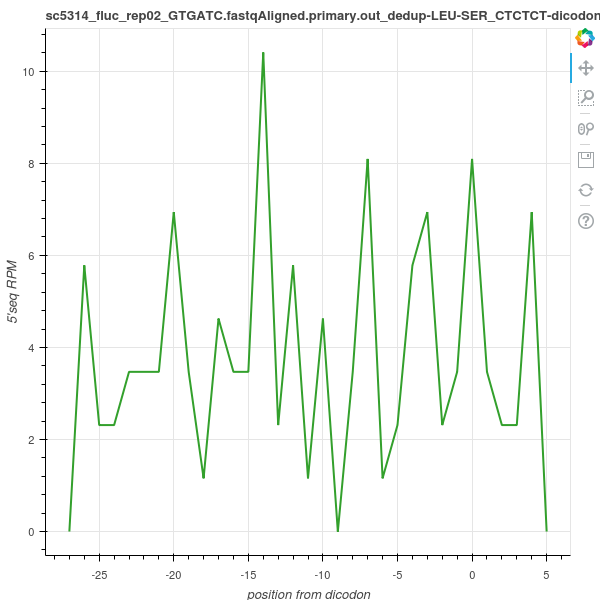 sc5314_fluc_rep02_GTGATC.fastqAligned.primary.out_dedup-LEU-SER_CTCTCT-dicodon
10
8
6
4
2
0
5'seq RPM
-25 -20 -15 -10 -5 0 5
position from dicodon